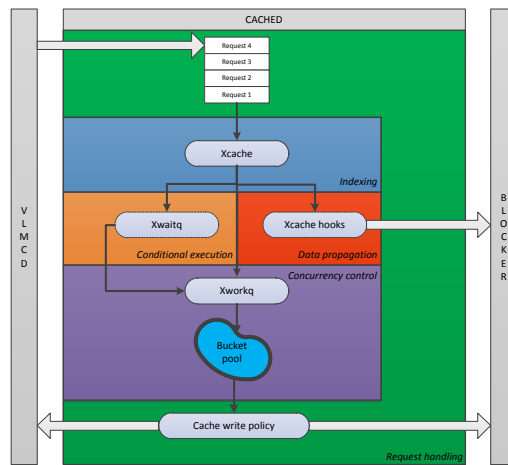 CACHED
V
L
M
C
D
Request 4
Request 3
Request 2
Request 1
Xcache
Indexing
Xwaitq
Conditional execution
Xcache hooks
Data propagation
Concurrency control
Xworkq
Bucket
pool
Cache write policy
Request handling
B
L
O
C
K
E
R